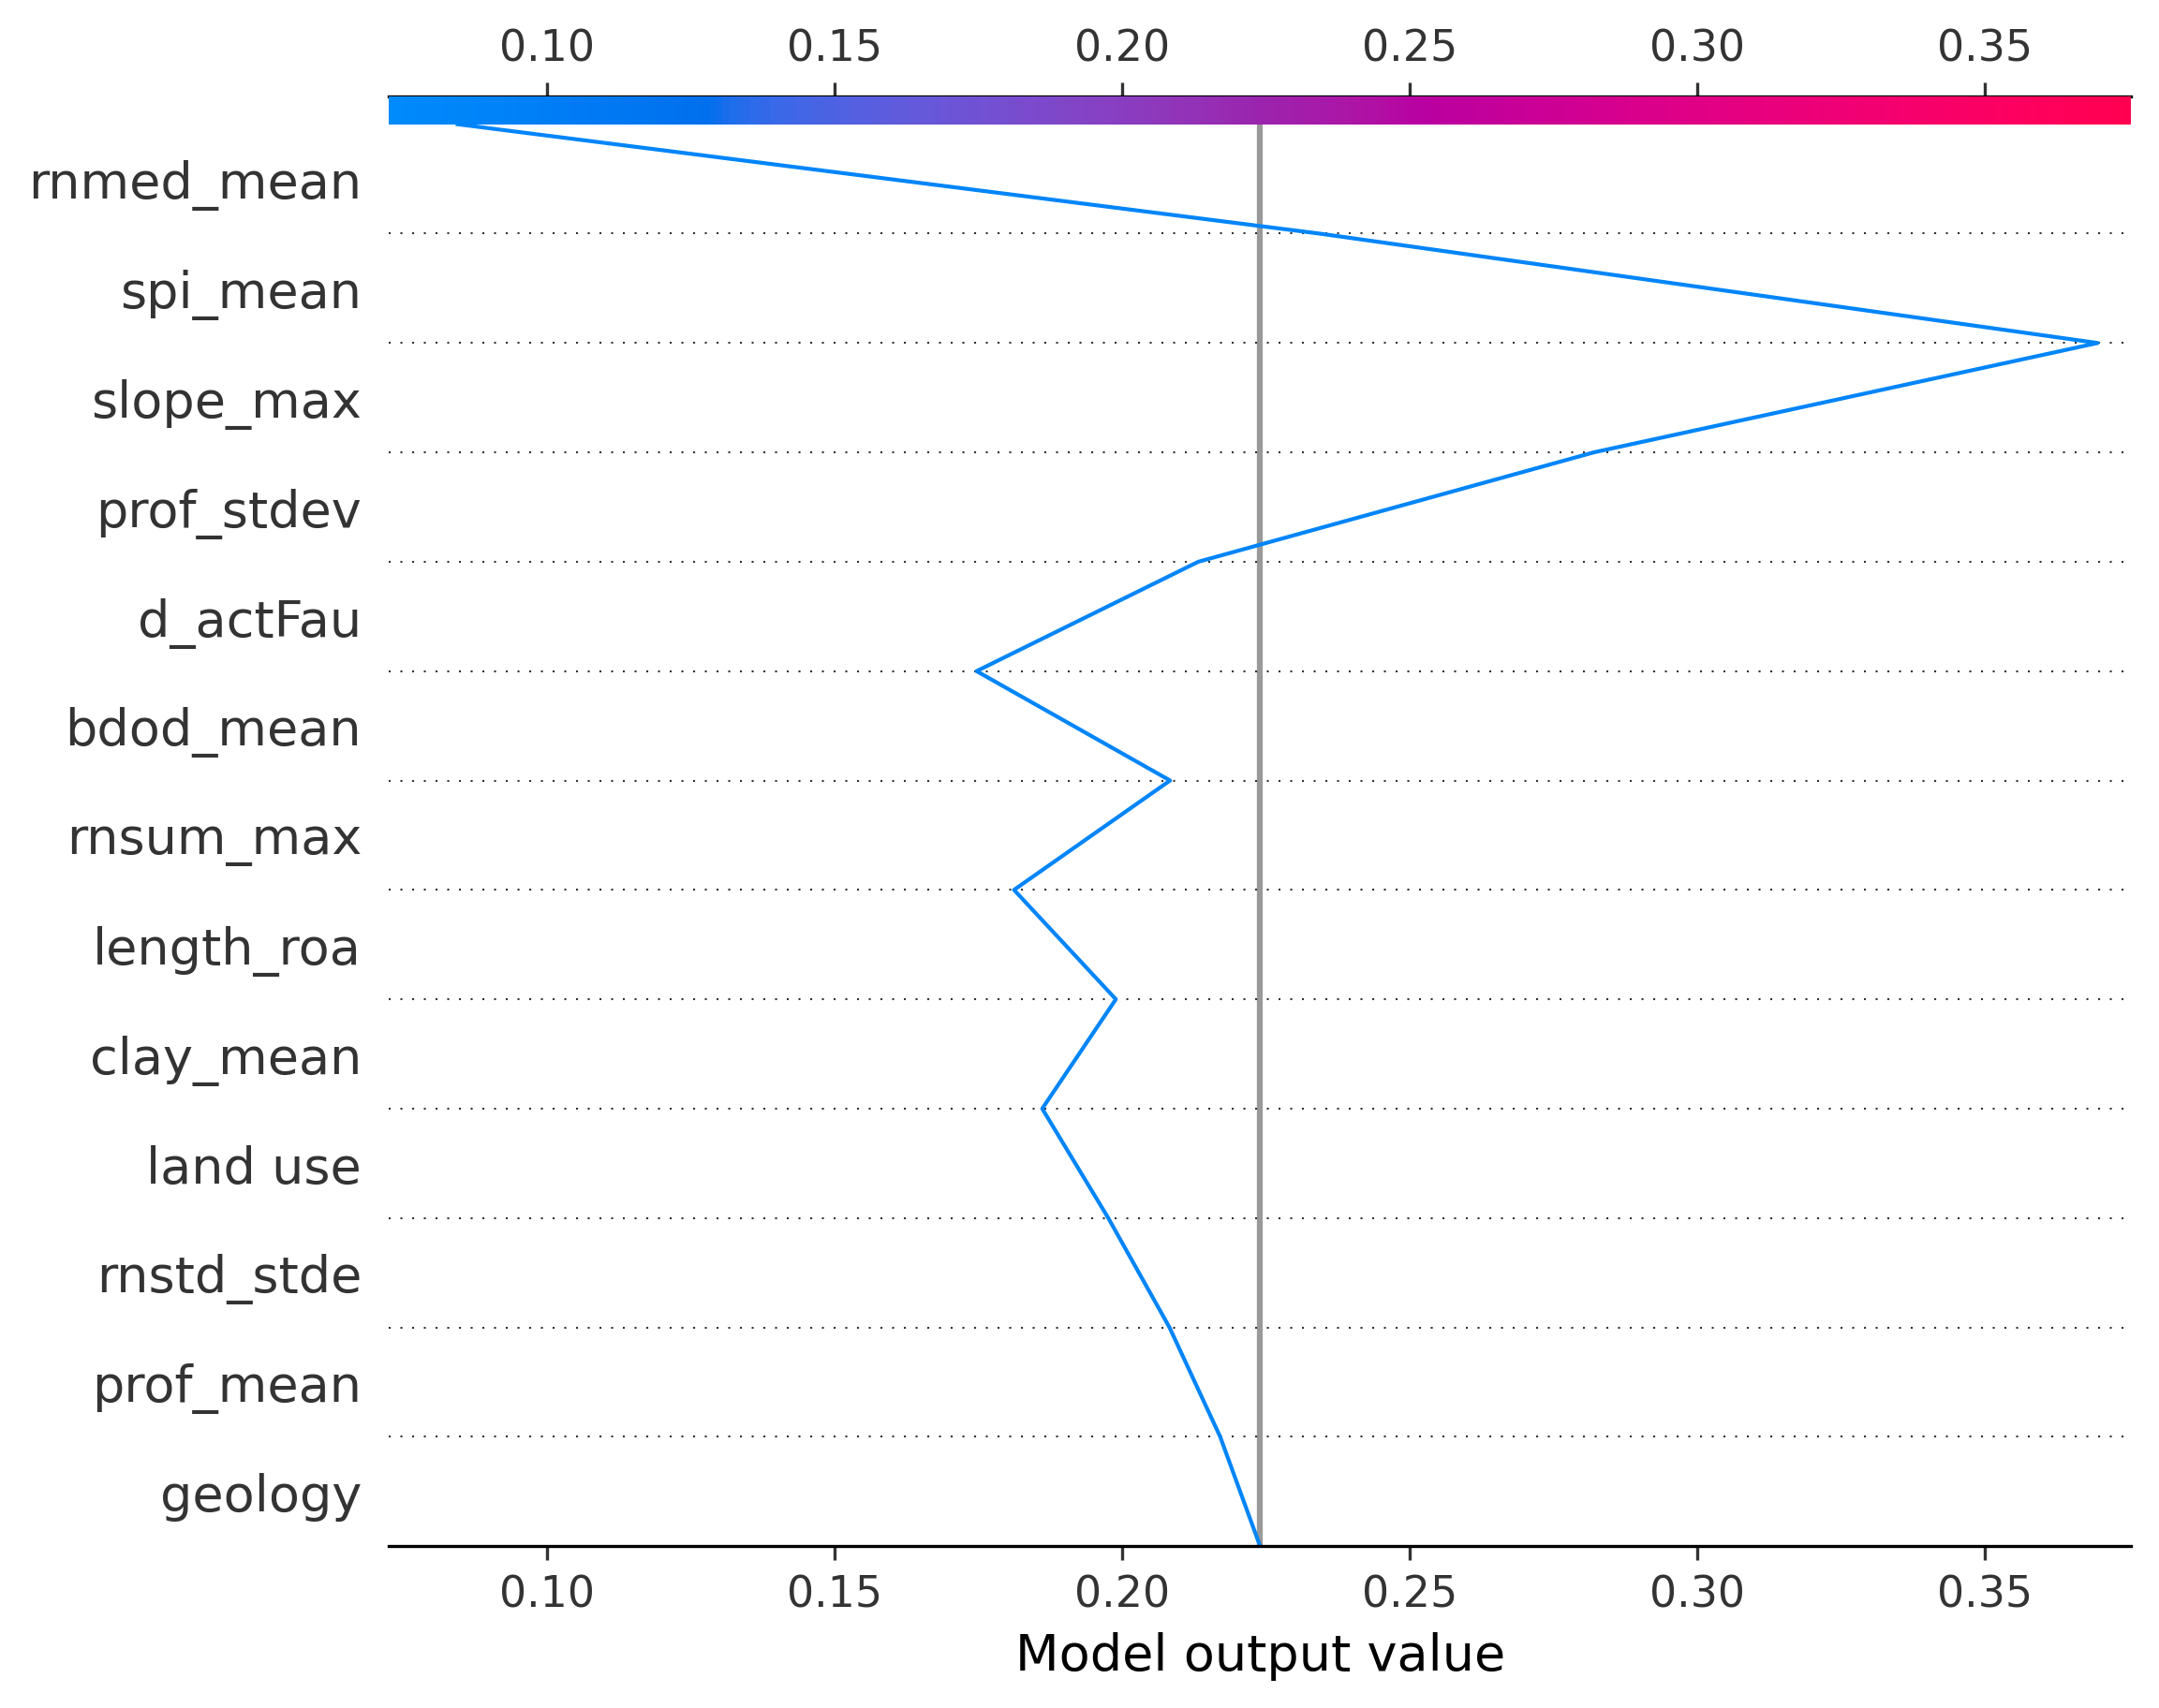 0.10 0.15 0.20 0.25 0.30 0.35
rnmed_mean
spi_mean
slope_max
prof_stdev
d_actFau
bdod_mean
rnsum_max
length_roa
clay_mean
land use
rnstd_stde
prof_mean
geology
0.10 0.15 0.20 0.25 0.30 0.35
Model output value